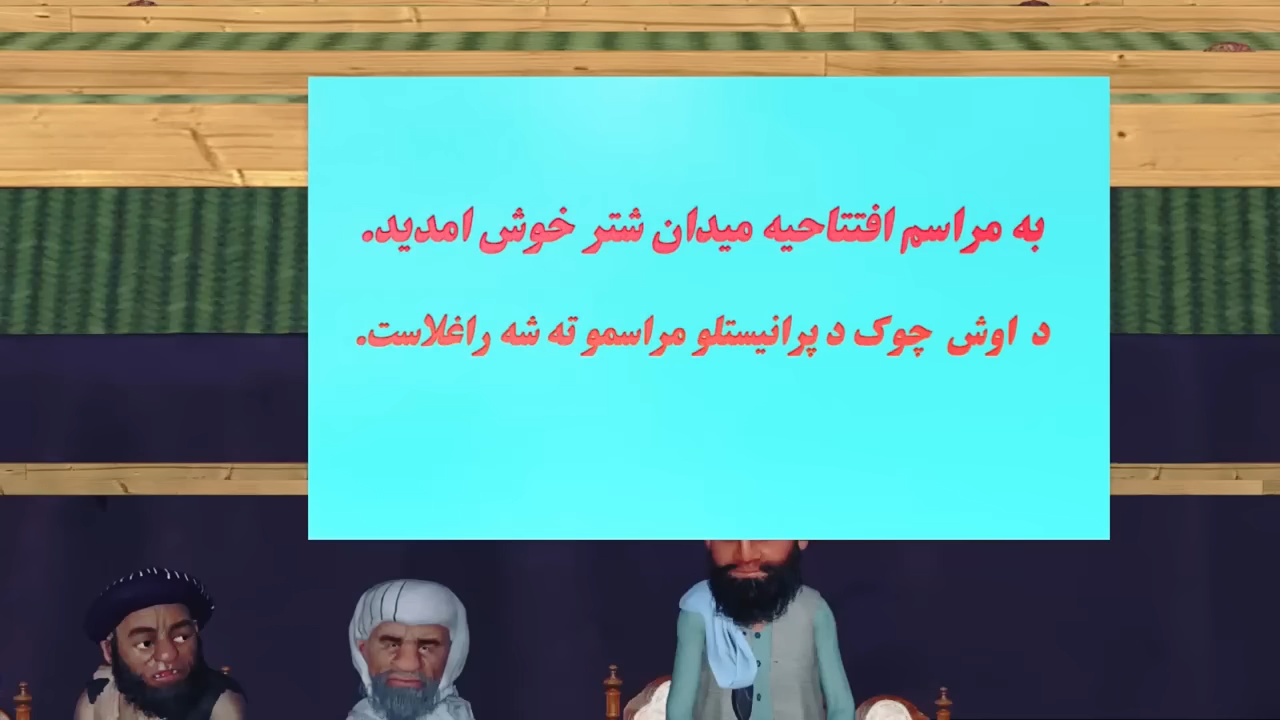 به مراسم افتتاحیه میدان شتر خوش امدید.
د اوش چوک د پرانیستلو مراسمو ته شه راغلاست.